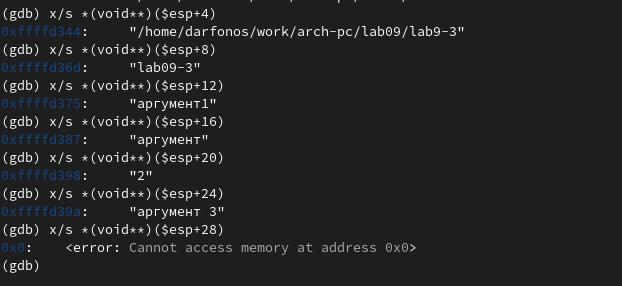 (gdb) x/s *(void**)($esp+4)
0xffffd344:     "/home/darfonos/work/arch-pc/lab09/lab9-3"
(gdb) x/s *(void**)($esp+8)
0xffffd36d:     "lab09-3"
(gdb) x/s *(void**)($esp+12)
0xffffd375:     "аргумент1"
(gdb) x/s *(void**)($esp+16)
0xffffd387:     "аргумент"
(gdb) x/s *(void**)($esp+20)
0xffffd398:     "2"
(gdb) x/s *(void**)($esp+24)
0xffffd39a:     "аргумент 3"
(gdb) x/s *(void**)($esp+28)
0x0:    <error: Cannot access memory at address 0x0>
(gdb)